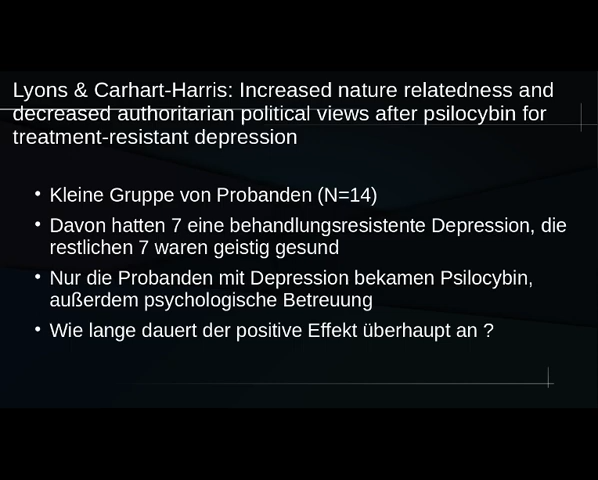 Lyons & Carhart-Harris: Increased nature relatedness and
decreased authoritarian political views after psilocybin for
treatment-resistant depression
• Kleine Gruppe von Probanden (N=14)
• Davon hatten 7 eine behandlungsresistente Depression, die
restlichen 7 waren geistig gesund
• Nur die Probanden mit Depression bekamen Psilocybin,
außerdem psychologische Betreuung
• Wie lange dauert der positive Effekt überhaupt an ?